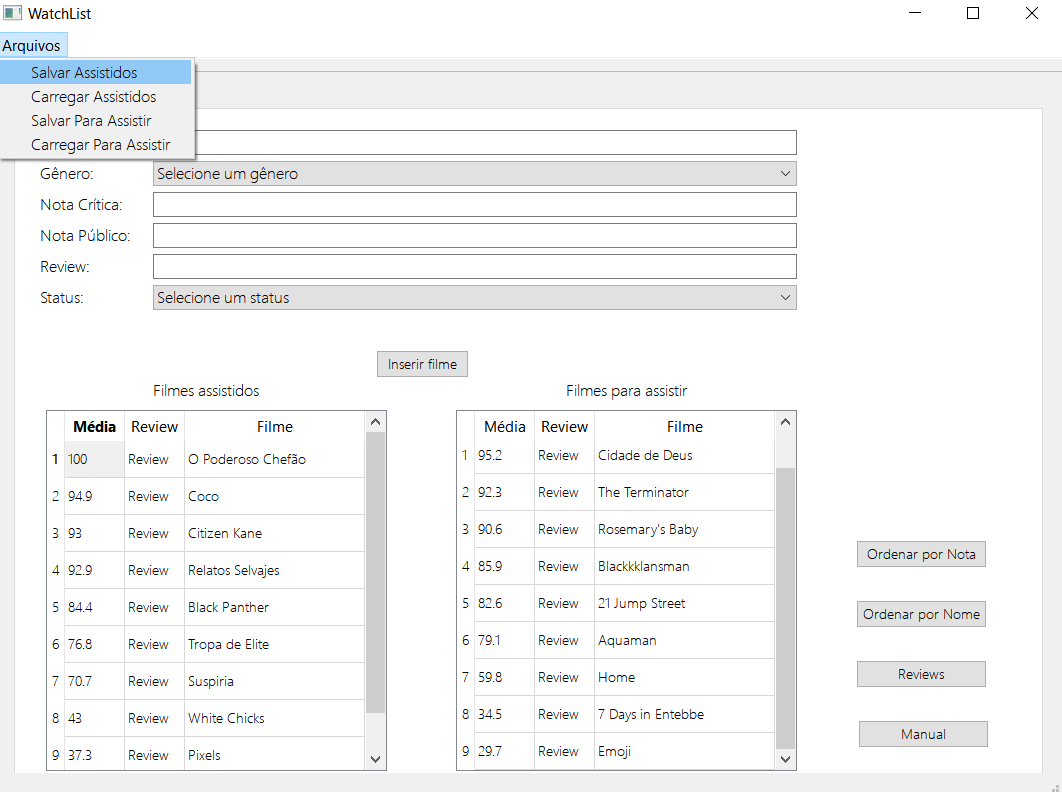 WatchList
Arquivos
Salvar Assistidos
Carregar Assistidos
Salvar Para Assistir
Carregar Para Assistir
Gênero: Selecione um gênero
Nota Crítica:
Nota Público:
Review:
Status: Selecione um status
Inserir filme
Filmes assistidos
Média Review Filme
1 100 Review O Poderoso Chefão
2 94.9 Review Coco
3 93 Review Citizen Kane
4 92.9 Review Relatos Selvajes
5 84.4 Review Black Panther
6 76.8 Review Tropa de Elite
7 70.7 Review Suspiria
8 43 Review White Chicks
9 37.3 Review Pixels
Filmes para assistir
Média Review Filme
1 95.2 Review Cidade de Deus
2 92.3 Review The Terminator
3 90.6 Review Rosemary's Baby
4 85.9 Review Blackkklansman
5 82.6 Review 21 Jump Street
6 79.1 Review Aquaman
7 59.8 Review Home
8 34.5 Review 7 Days in Entebbe
9 29.7 Review Emoji
Ordenar por Nota
Ordenar por Nome
Reviews
Manual